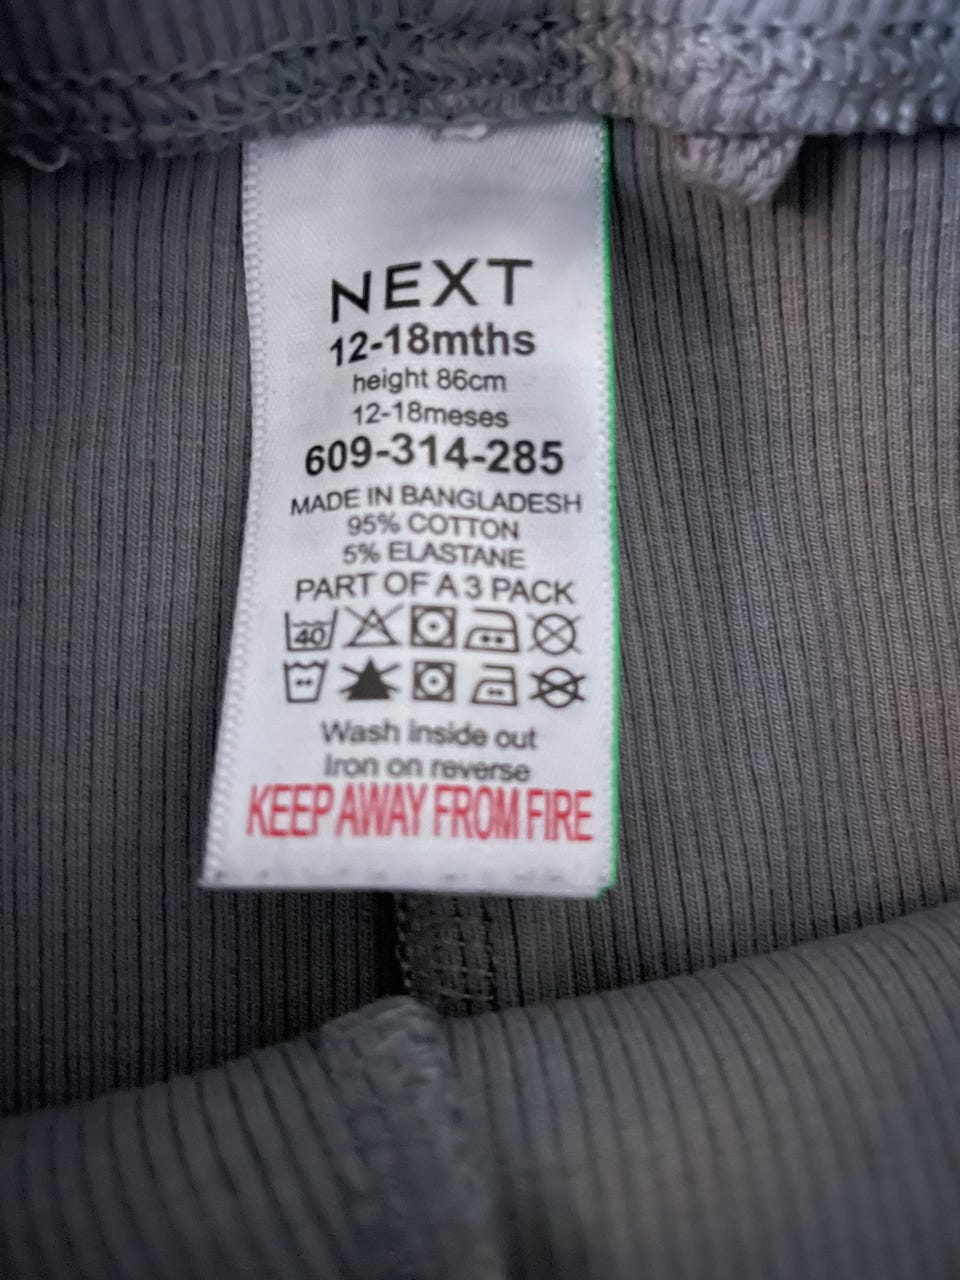 NEXT
12-18mths
height 86cm
12-18meses
609-314-285
MADE IN BANGLADESH
95% COTTON
5% ELASTANE
PART OF A 3 PACK
40
Wash inside out
Iron on reverse
KEEP AWAY FROM FIRE